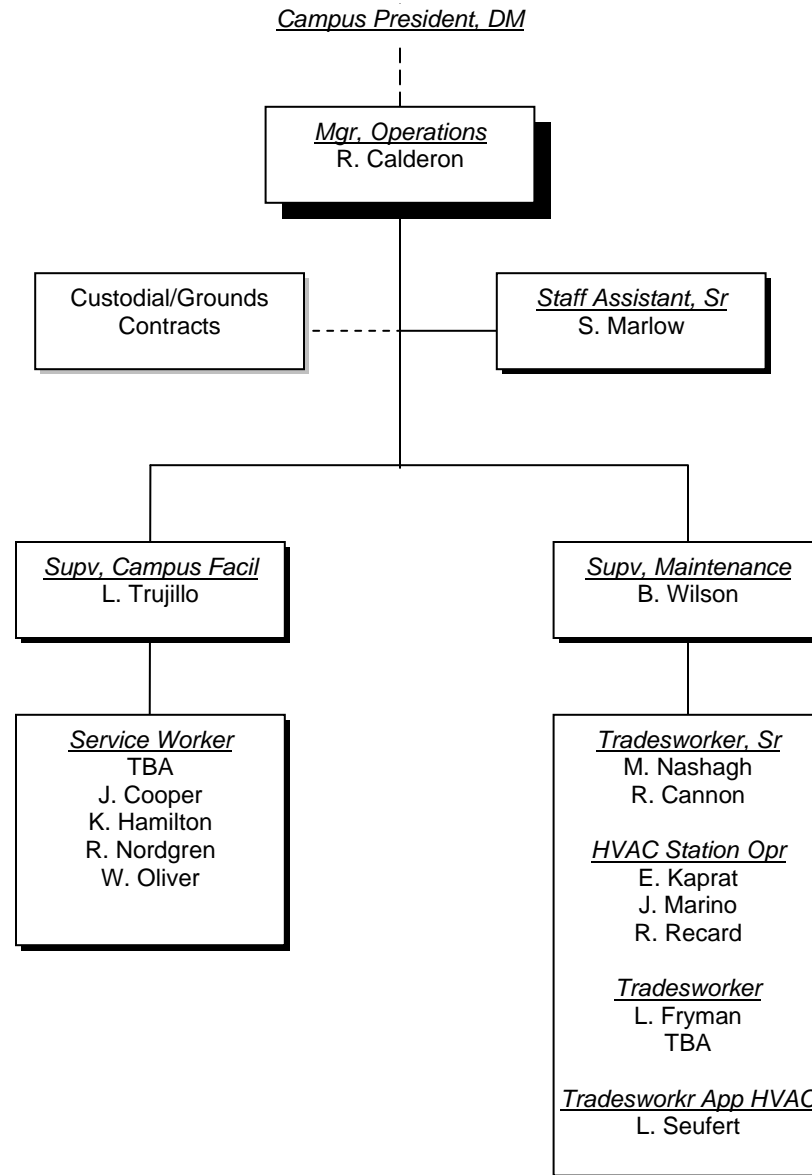 Campus President, DM
Mgr, Operations
R. Calderon
Custodial/Grounds
Contracts
Staff Assistant, Sr
S. Marlow
Supv, Campus Facil
L. Trujillo
Supv, Maintenance
B. Wilson
Service Worker
TBA
J. Cooper
K. Hamilton
R. Nordgren
W. Oliver
Tradesworker, Sr
M. Nashagh
R. Cannon
HVAC Station Opr
E. Kaprat
J. Marino
R. Recard
Tradesworker
L. Fryman
TBA
Tradesworkr App HVAC
L. Seufert